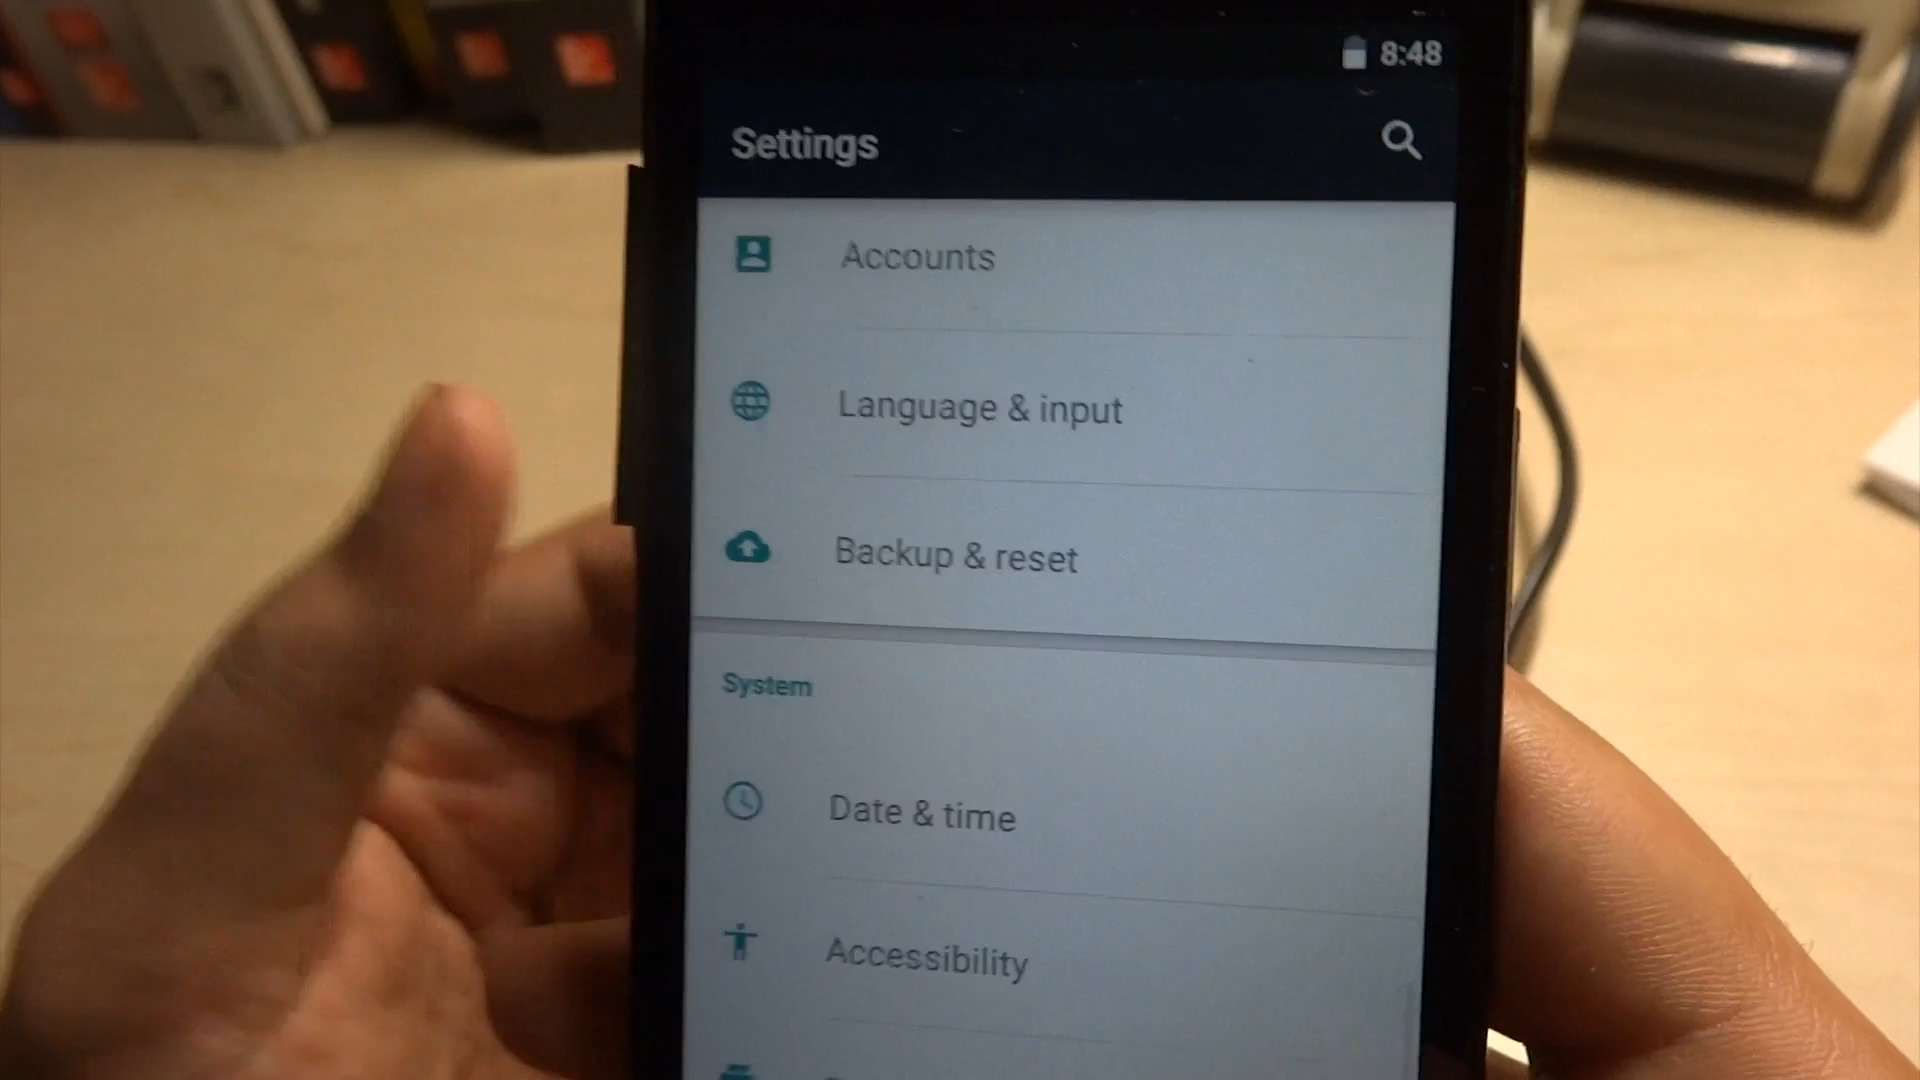 8:48
Settings
Accounts
Language & input
Backup & reset
System
Date & time
Accessibility